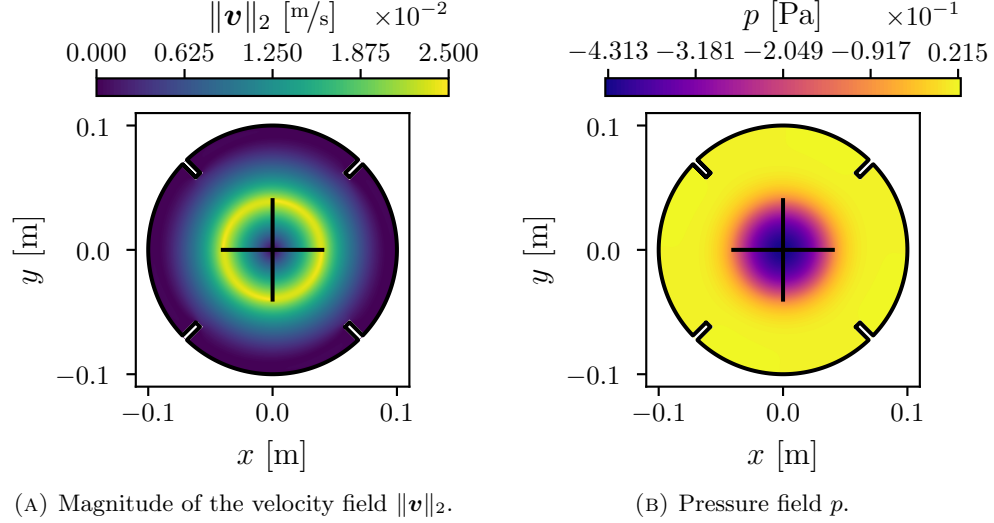 ‖v‖₂ [m/s] ×10⁻²
0.000 0.625 1.250 1.875 2.500
0.1
0.0
−0.1
y [m]
−0.1 0.0 0.1
x [m]
(A) Magnitude of the velocity field ‖v‖₂.
p [Pa] ×10⁻¹
−4.313 −3.181 −2.049 −0.917 0.215
0.1
0.0
−0.1
y [m]
−0.1 0.0 0.1
x [m]
(B) Pressure field p.